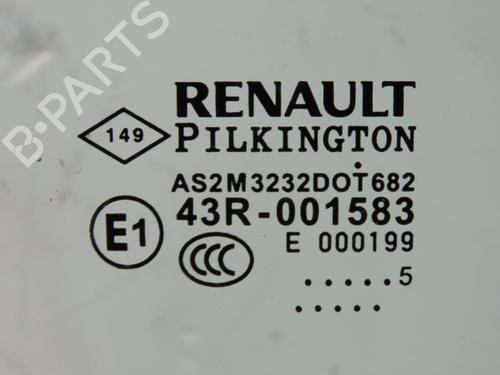 B-PARTS
RENAULT
149 PILKINGTON
AS2M3232DOT682
E1 43R-001583
CCC E 000199
.....5
.....